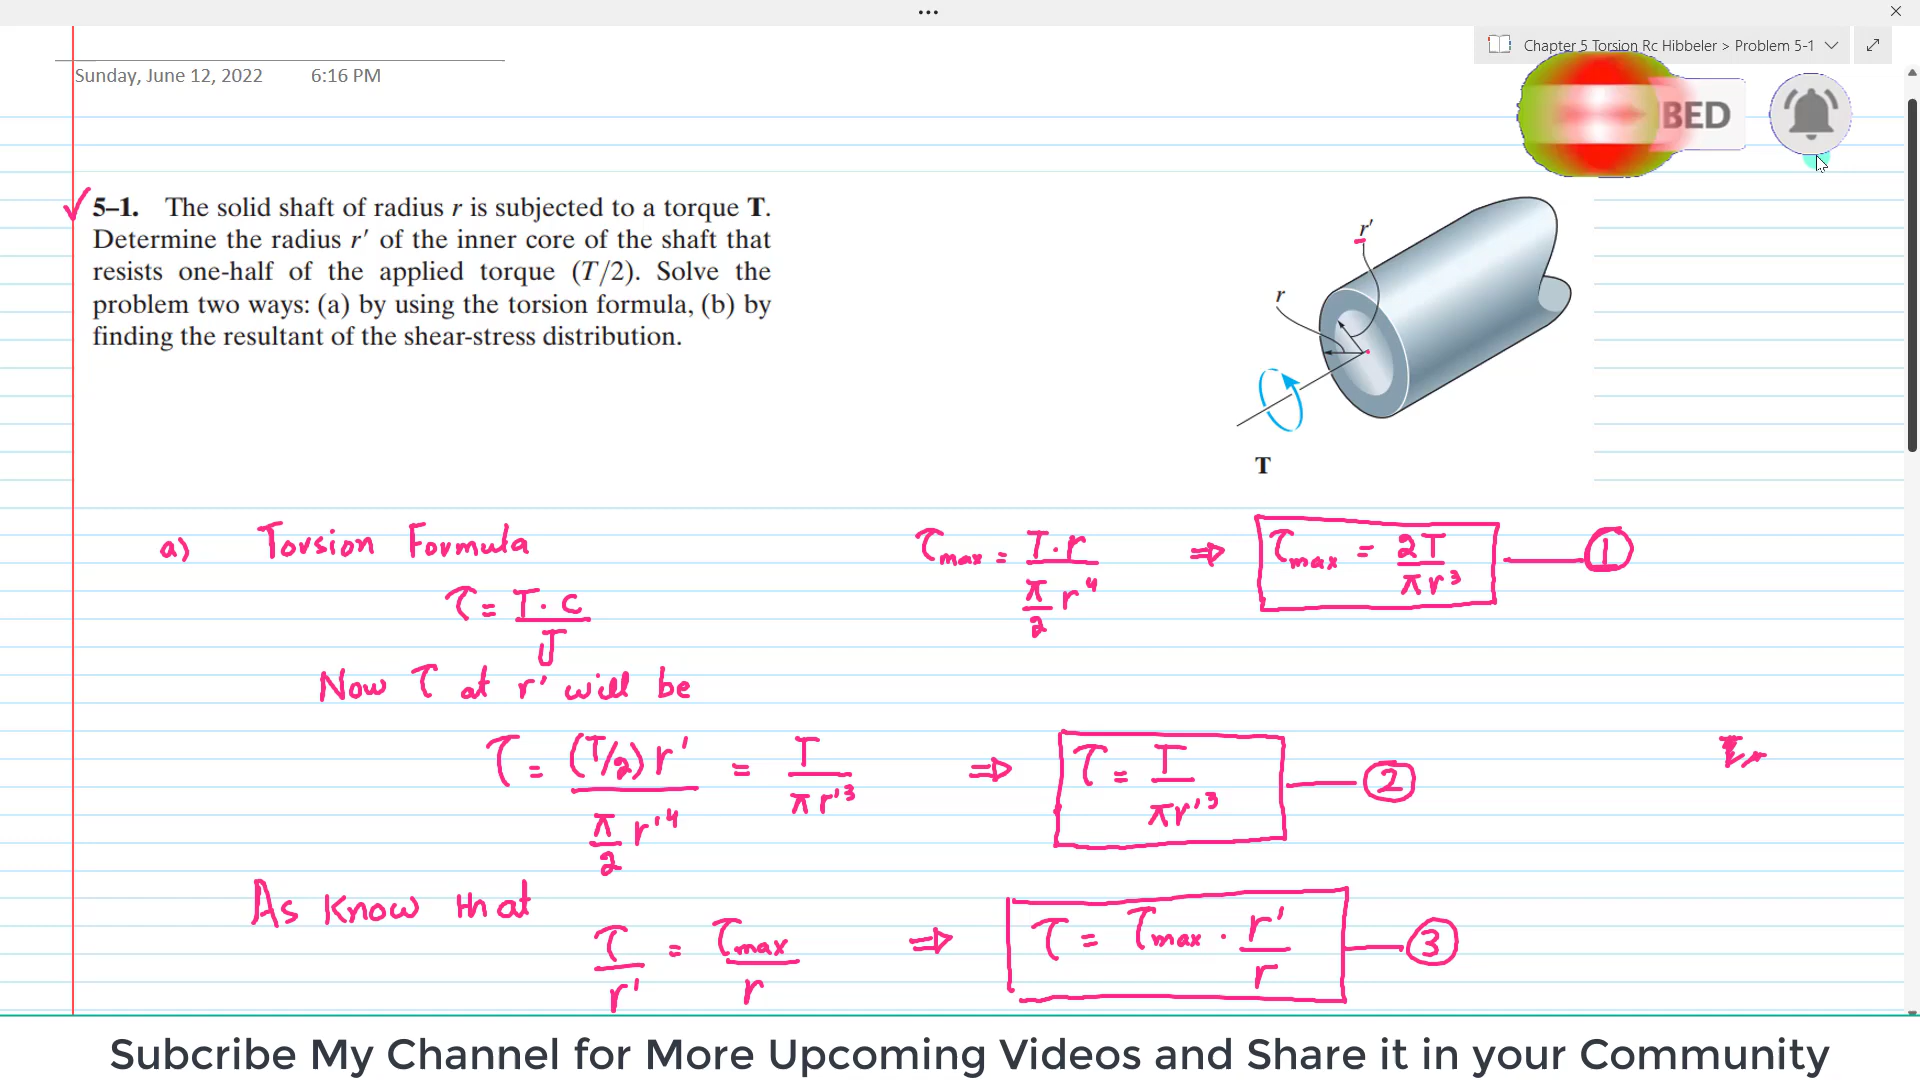 ...
Chapter 5 Torsion Rc Hibbeler > Problem 5-1
Sunday, June 12, 2022 6:16 PM
BED
5–1. The solid shaft of radius r is subjected to a torque T.
Determine the radius r′ of the inner core of the shaft that
resists one-half of the applied torque (T/2). Solve the
problem two ways: (a) by using the torsion formula, (b) by
finding the resultant of the shear-stress distribution.
r′
r
T
a) Torsion Formula
τ = T·c / J
τmax = T·r / (π/2 r⁴) ⇒ τmax = 2T / πr³ — 1
Now τ at r' will be
τ = (T/2) r' / (π/2 r'⁴) = T / πr'³ ⇒ τ = T / πr'³ — 2
As Know that
τ / r' = τmax / r ⇒ τ = τmax · r' / r — 3
Subcribe My Channel for More Upcoming Videos and Share it in your Community